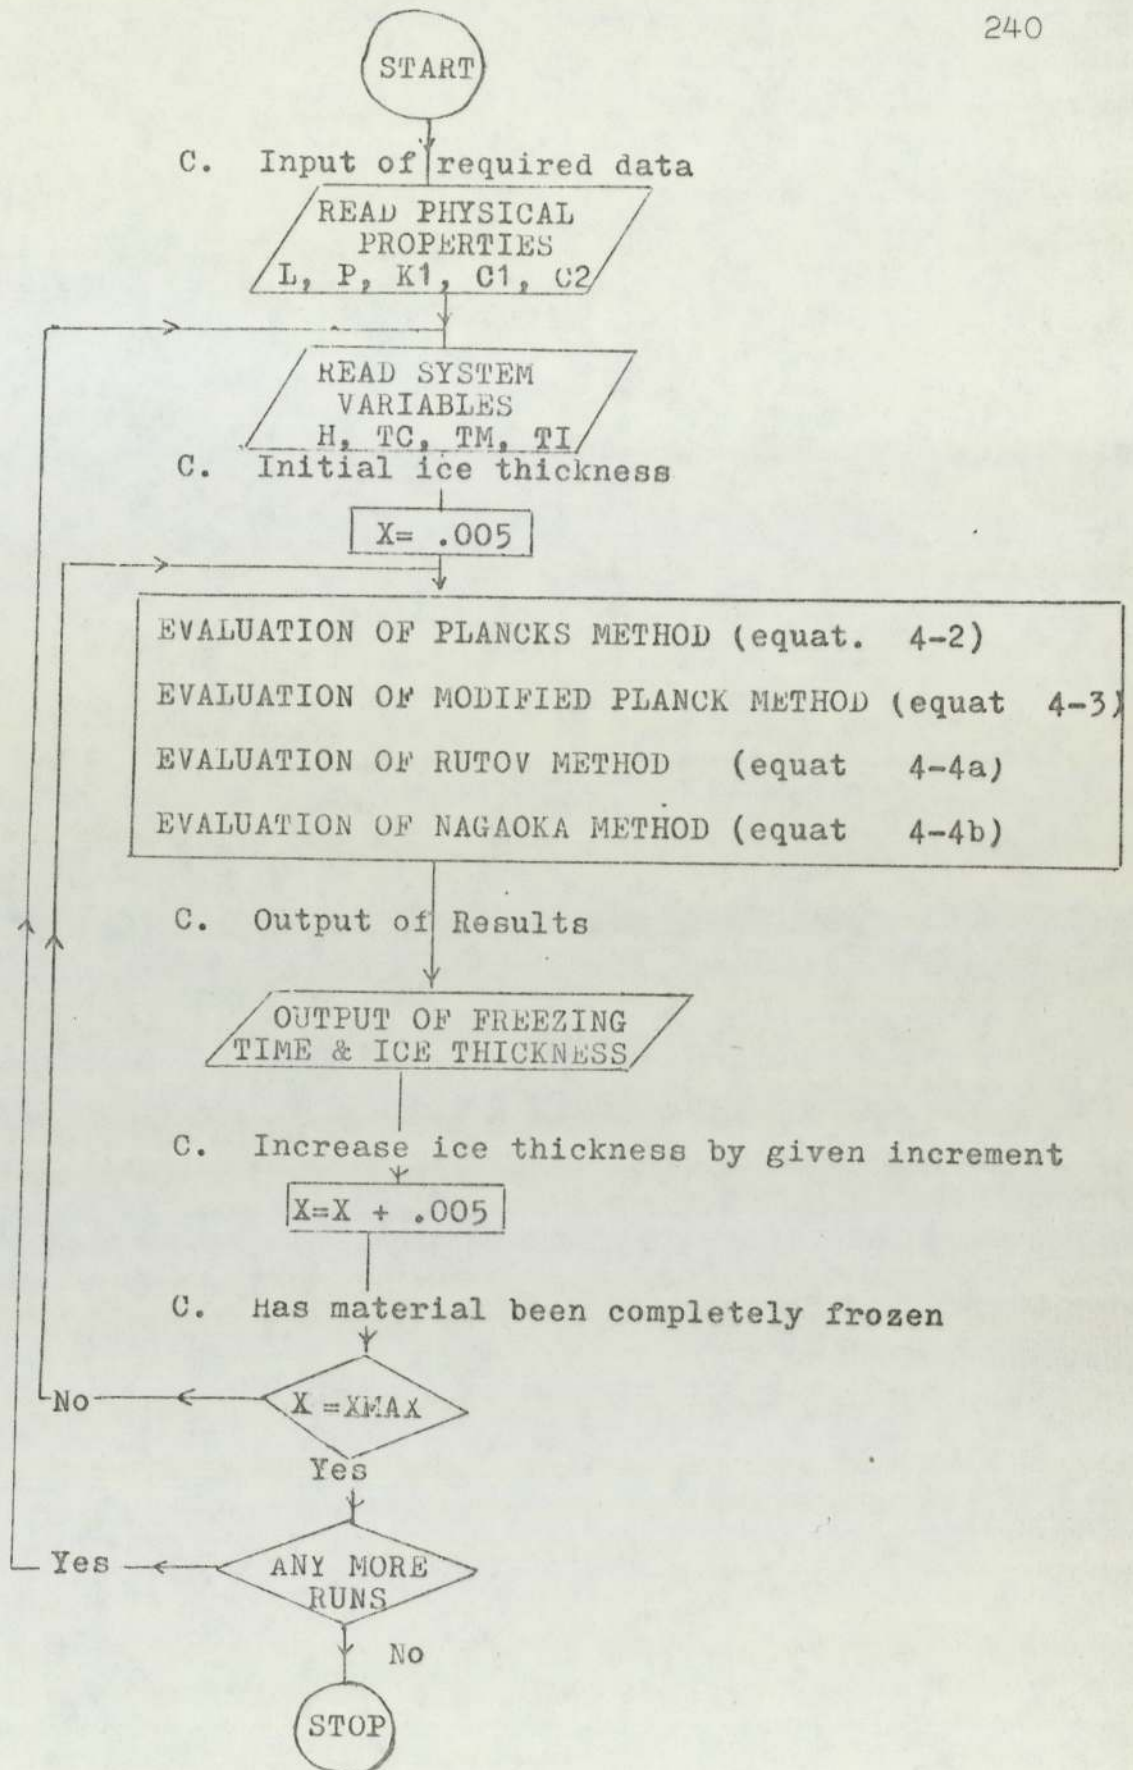 240
START
C. Input of required data
READ PHYSICAL
PROPERTIES
L, P, K1, C1, C2
READ SYSTEM
VARIABLES
H, TC, TM, TI
C. Initial ice thickness
X= .005
EVALUATION OF PLANCKS METHOD (equat. 4-2)
EVALUATION OF MODIFIED PLANCK METHOD (equat 4-3)
EVALUATION OF RUTOV METHOD (equat 4-4a)
EVALUATION OF NAGAOKA METHOD (equat 4-4b)
C. Output of Results
OUTPUT OF FREEZING
TIME & ICE THICKNESS
C. Increase ice thickness by given increment
X=X + .005
C. Has material been completely frozen
No
X =XMAX
Yes
Yes
ANY MORE
RUNS
No
STOP